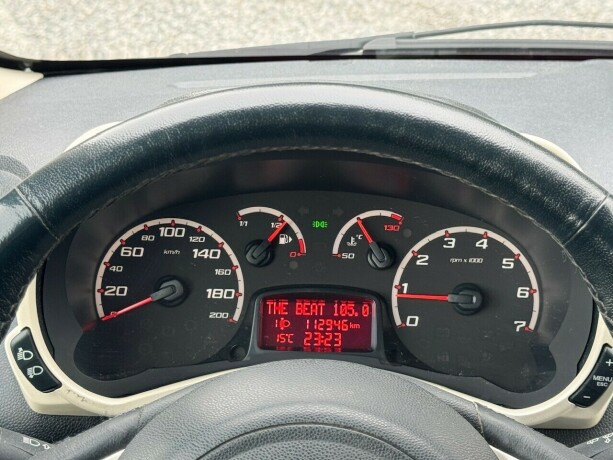 0 20 40 60 80 100 120 140 160 180 200
km/h
1/1 1/2 0
50 °C 130
0 1 2 3 4 5 6 7
rpm x 1000
THE BEAT 105.0
1 112946 km
- 15°C 23:23
+
MENU
ESC
-